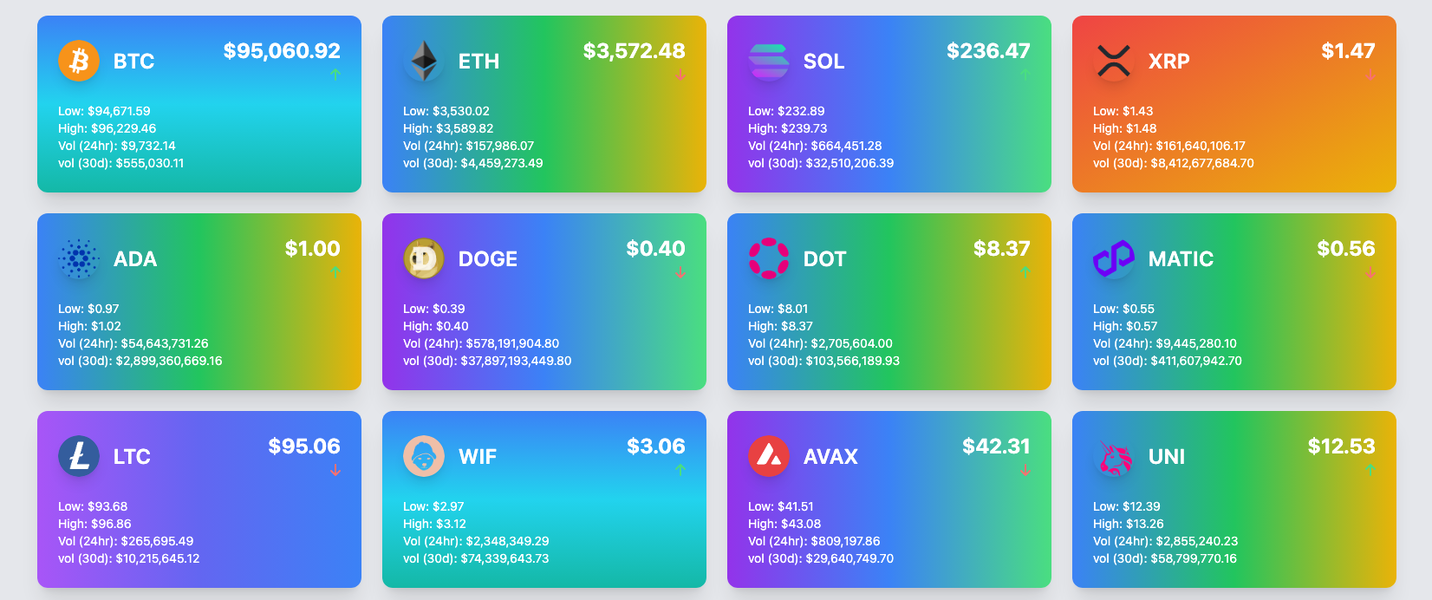 BTC
$95,060.92
↑
Low: $94,671.59
High: $96,229.46
Vol (24hr): $9,732.14
vol (30d): $555,030.11
ETH
$3,572.48
↓
Low: $3,530.02
High: $3,589.82
Vol (24hr): $157,986.07
vol (30d): $4,459,273.49
SOL
$236.47
↑
Low: $232.89
High: $239.73
Vol (24hr): $664,451.28
vol (30d): $32,510,206.39
XRP
$1.47
↓
Low: $1.43
High: $1.48
Vol (24hr): $161,640,106.17
vol (30d): $8,412,677,684.70
ADA
$1.00
↑
Low: $0.97
High: $1.02
Vol (24hr): $54,643,731.26
vol (30d): $2,899,360,669.16
DOGE
$0.40
↓
Low: $0.39
High: $0.40
Vol (24hr): $578,191,904.80
vol (30d): $37,897,193,449.80
DOT
$8.37
↑
Low: $8.01
High: $8.37
Vol (24hr): $2,705,604.00
vol (30d): $103,566,189.93
MATIC
$0.56
↓
Low: $0.55
High: $0.57
Vol (24hr): $9,445,280.10
vol (30d): $411,607,942.70
LTC
$95.06
↓
Low: $93.68
High: $96.86
Vol (24hr): $265,695.49
vol (30d): $10,215,645.12
WIF
$3.06
↑
Low: $2.97
High: $3.12
Vol (24hr): $2,348,349.29
vol (30d): $74,339,643.73
AVAX
$42.31
↓
Low: $41.51
High: $43.08
Vol (24hr): $809,197.86
vol (30d): $29,640,749.70
UNI
$12.53
↑
Low: $12.39
High: $13.26
Vol (24hr): $2,855,240.23
vol (30d): $58,799,770.16